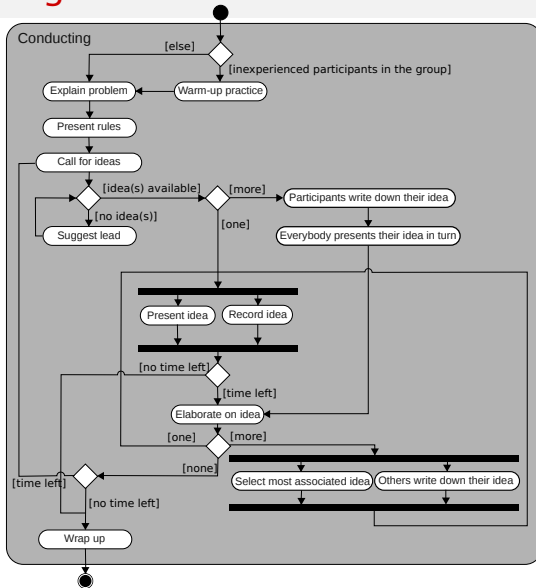 Conducting
[else]
[inexperienced participants in the group]
Explain problem
Warm-up practice
Present rules
Call for ideas
[idea(s) available]
[more]
Participants write down their idea
[no idea(s)]
[one]
Suggest lead
Everybody presents their idea in turn
Present idea
Record idea
[no time left]
[time left]
Elaborate on idea
[one]
[more]
[none]
[time left]
Select most associated idea
Others write down their idea
[no time left]
Wrap up